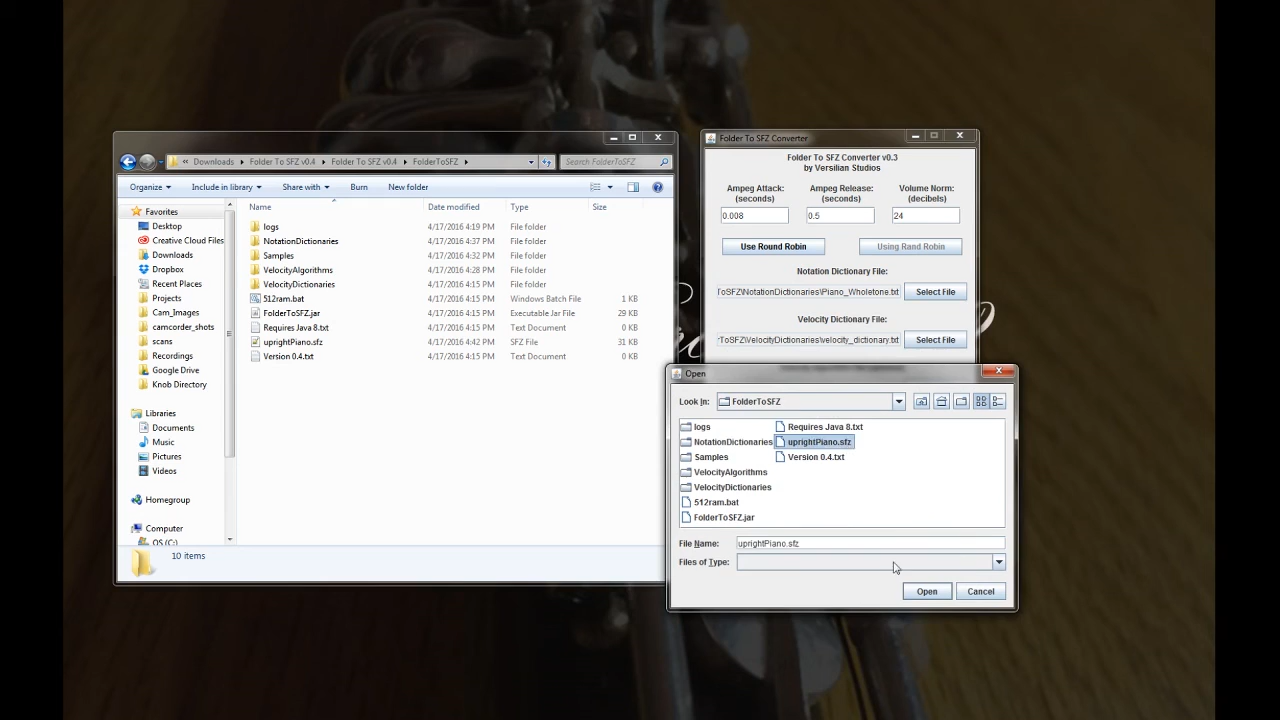 « Downloads Folder To SFZ v0.4 Folder To SFZ v0.4 FolderToSFZ Search FolderToSFZ
Organize Include in library Share with Burn New folder
Name Date modified Type Size
Favorites
Desktop
Creative Cloud Files
Downloads
Dropbox
Recent Places
Projects
Cam_Images
camcorder_shots
scans
Recordings
Google Drive
Knob Directory
Libraries
Documents
Music
Pictures
Videos
Homegroup
Computer
OS (C:)
logs 4/17/2016 4:19 PM File folder
NotationDictionaries 4/17/2016 4:37 PM File folder
Samples 4/17/2016 4:32 PM File folder
VelocityAlgorithms 4/17/2016 4:28 PM File folder
VelocityDictionaries 4/17/2016 4:15 PM File folder
512ram.bat 4/17/2016 4:15 PM Windows Batch File 1 KB
FolderToSFZ.jar 4/17/2016 4:15 PM Executable Jar File 29 KB
Requires Java 8.txt 4/17/2016 4:15 PM Text Document 0 KB
uprightPiano.sfz 4/17/2016 4:42 PM SFZ File 31 KB
Version 0.4.txt 4/17/2016 4:15 PM Text Document 0 KB
10 items
Folder To SFZ Converter
Folder To SFZ Converter v0.3
by Versilian Studios
Ampeg Attack: Ampeg Release: Volume Norm:
(seconds) (seconds) (decibels)
0.008 0.5 24
Use Round Robin Using Rand Robin
Notation Dictionary File:
ToSFZ\NotationDictionaries\Piano_Wholetone.txt Select File
Velocity Dictionary File:
ToSFZ\VelocityDictionaries\velocity_dictionary.txt Select File
Open
Look In: FolderToSFZ
logs Requires Java 8.txt
NotationDictionaries uprightPiano.sfz
Samples Version 0.4.txt
VelocityAlgorithms
VelocityDictionaries
512ram.bat
FolderToSFZ.jar
File Name: uprightPiano.sfz
Files of Type:
Open Cancel